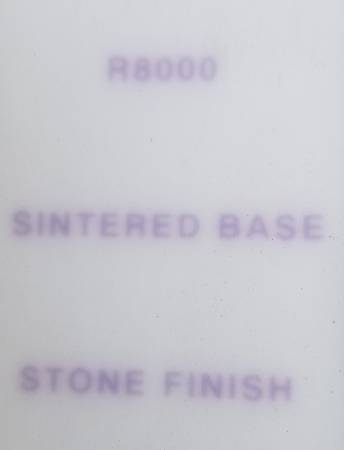 R8000
SINTERED BASE
STONE FINISH